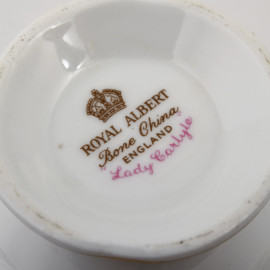 ROYAL ALBERT
Bone China
ENGLAND
Lady Carlyle